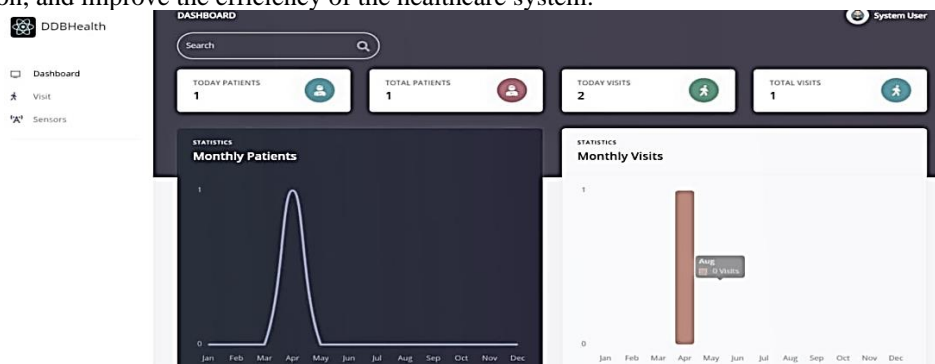 on, and improve the efficiency of the healthcare system.
DDBHealth
DASHBOARD
System User
Search
Dashboard
Visit
Sensors
TODAY PATIENTS
1
TOTAL PATIENTS
1
TODAY VISITS
2
TOTAL VISITS
1
STATISTICS
Monthly Patients
1
0
Jan Feb Mar Apr May Jun Jul Aug Sep Oct Nov Dec
STATISTICS
Monthly Visits
1
Aug
0 Visits
0
Jan Feb Mar Apr May Jun Jul Aug Sep Oct Nov Dec